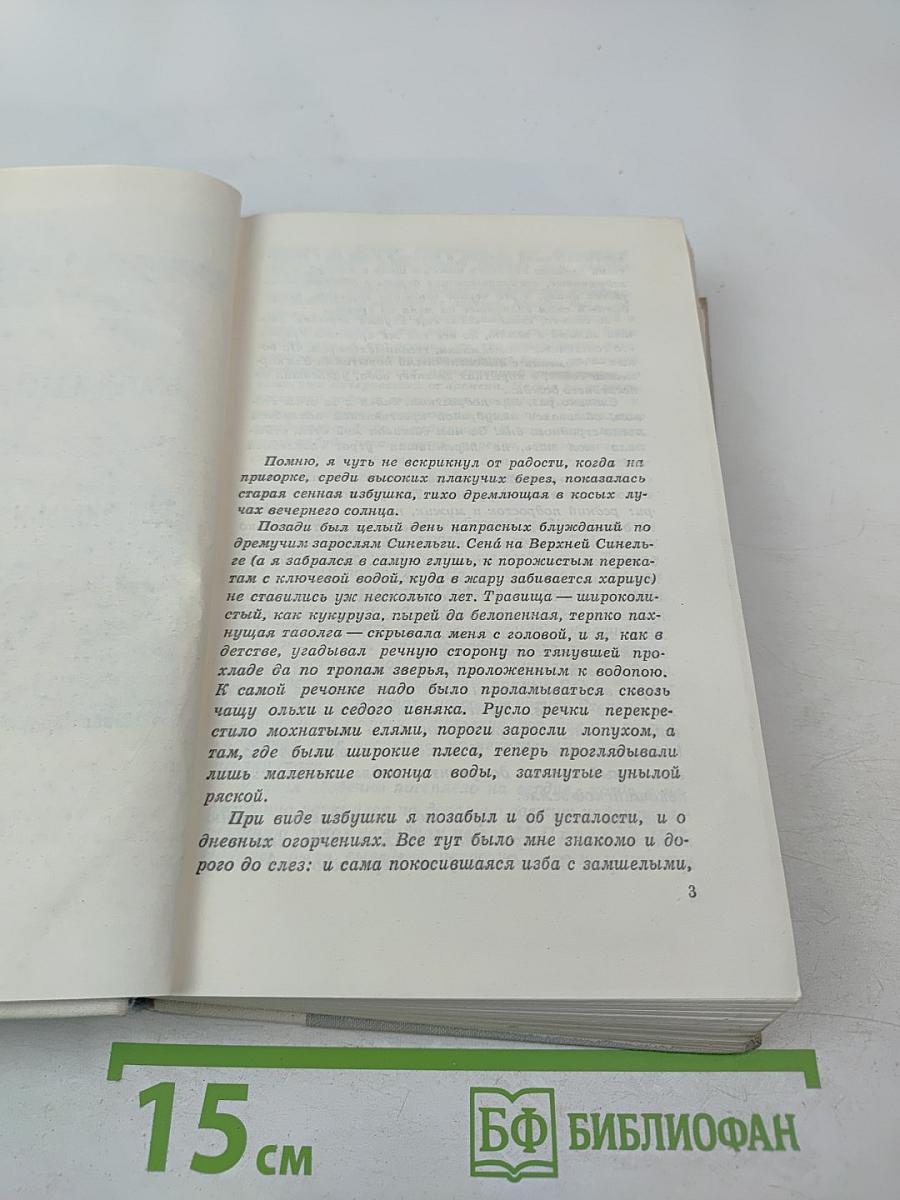 Помню, я чуть не вскрикнул от радости, когда на
пригорке, среди высоких плакучих берез, показалась
старая сенная избушка, тихо дремлющая в косых лу-
чах вечернего солнца.
Позади был целый день напрасных блужданий по
дремучим зарослям Синельги. Сена́ на Верхней Синель-
ге (а я забрался в самую глушь, к порожистым перека-
там с ключевой водой, куда в жару забивается хариус)
не ставились уж несколько лет. Травища — широколи-
стый, как кукуруза, пырей да белопенная, терпко пах-
нущая таволга — скрывала меня с головой, и я, как в
детстве, угадывал речную сторону по тянувшей про-
хладе да по тропам зверья, проложенным к водопою.
К самой речонке надо было проламываться сквозь
чащу ольхи и седого ивняка. Русло речки перекре-
стило мохнатыми елями, пороги заросли лопухом, а
там, где были широкие плеса, теперь проглядывали
лишь маленькие оконца воды, затянутые унылой
ряской.
При виде избушки я позабыл и об усталости, и о
дневных огорчениях. Все тут было мне знакомо и до-
рого до слез: и сама покосившаяся изба с замшелыми,
3
15 см
БФ БИБЛИОФАН